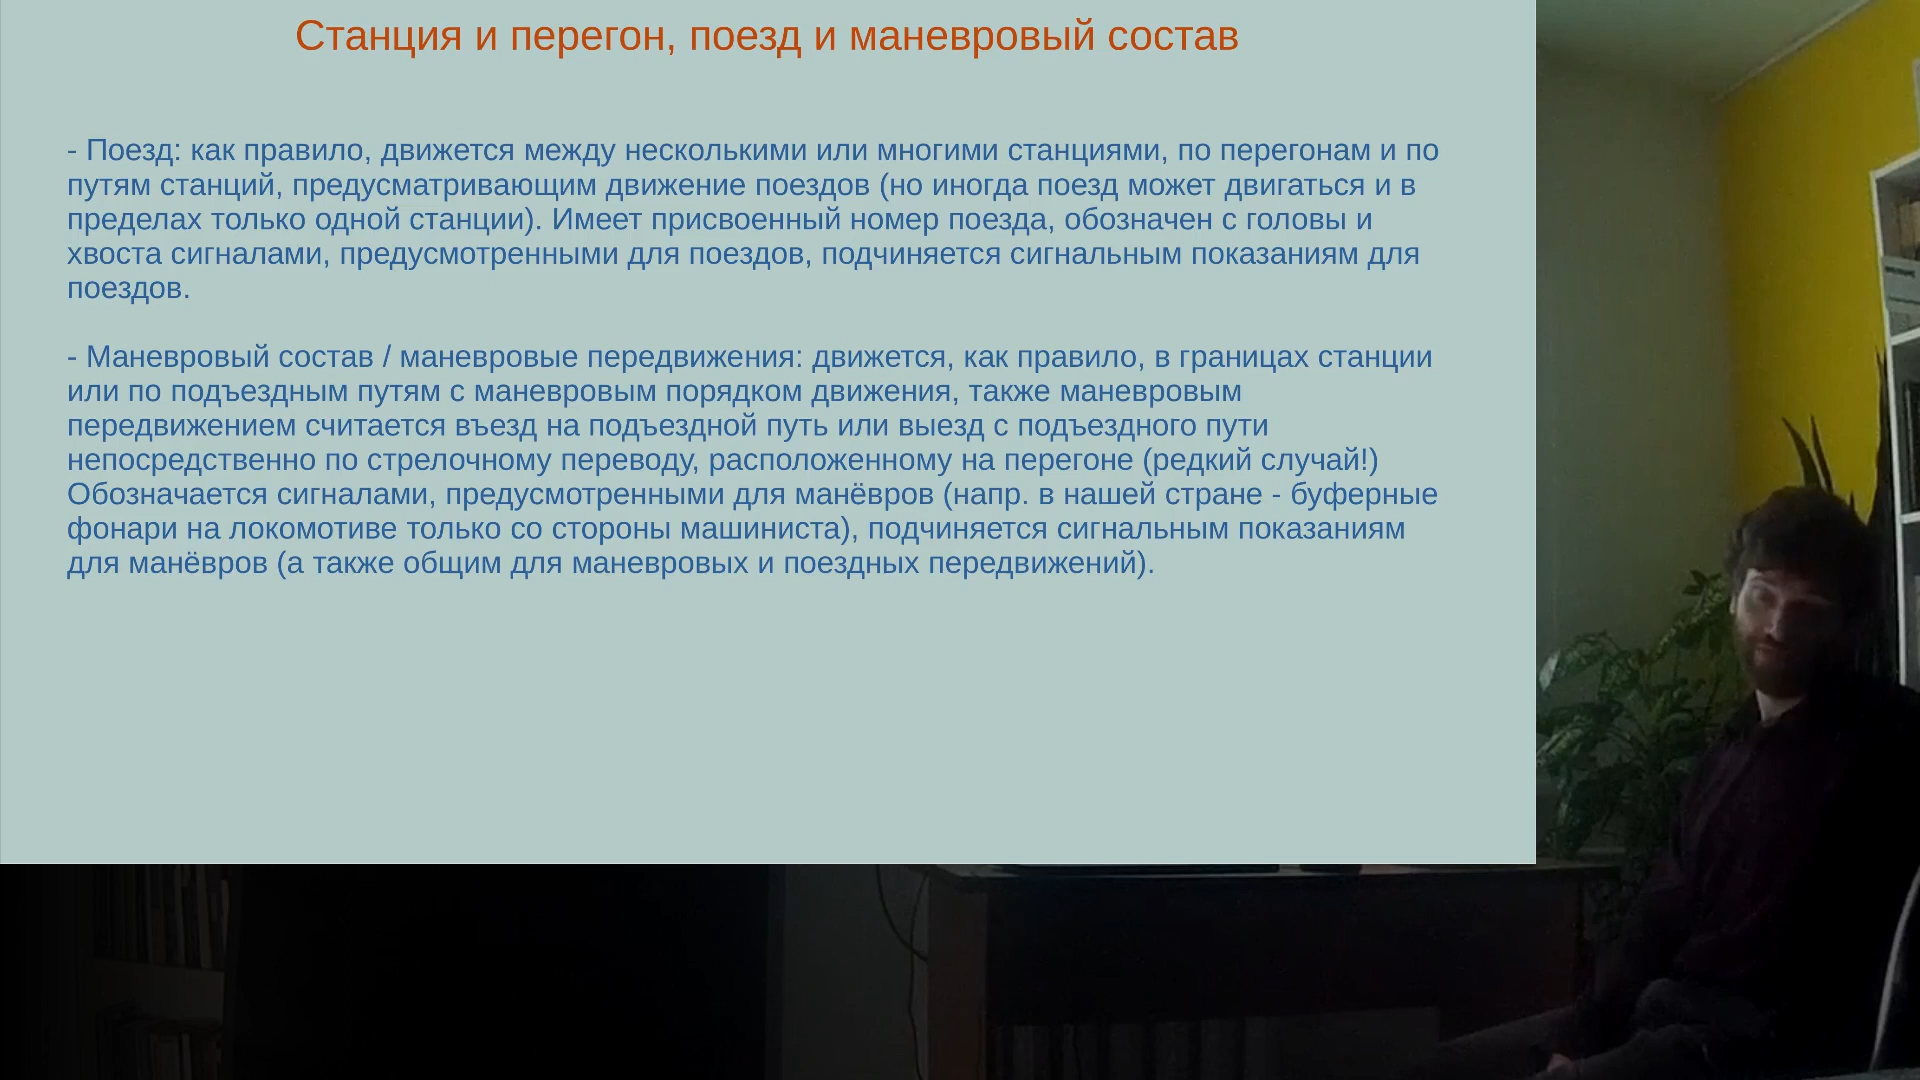 Станция и перегон, поезд и маневровый состав
- Поезд: как правило, движется между несколькими или многими станциями, по перегонам и по
путям станций, предусматривающим движение поездов (но иногда поезд может двигаться и в
пределах только одной станции). Имеет присвоенный номер поезда, обозначен с головы и
хвоста сигналами, предусмотренными для поездов, подчиняется сигнальным показаниям для
поездов.
- Маневровый состав / маневровые передвижения: движется, как правило, в границах станции
или по подъездным путям с маневровым порядком движения, также маневровым
передвижением считается въезд на подъездной путь или выезд с подъездного пути
непосредственно по стрелочному переводу, расположенному на перегоне (редкий случай!)
Обозначается сигналами, предусмотренными для манёвров (напр. в нашей стране - буферные
фонари на локомотиве только со стороны машиниста), подчиняется сигнальным показаниям
для манёвров (а также общим для маневровых и поездных передвижений).